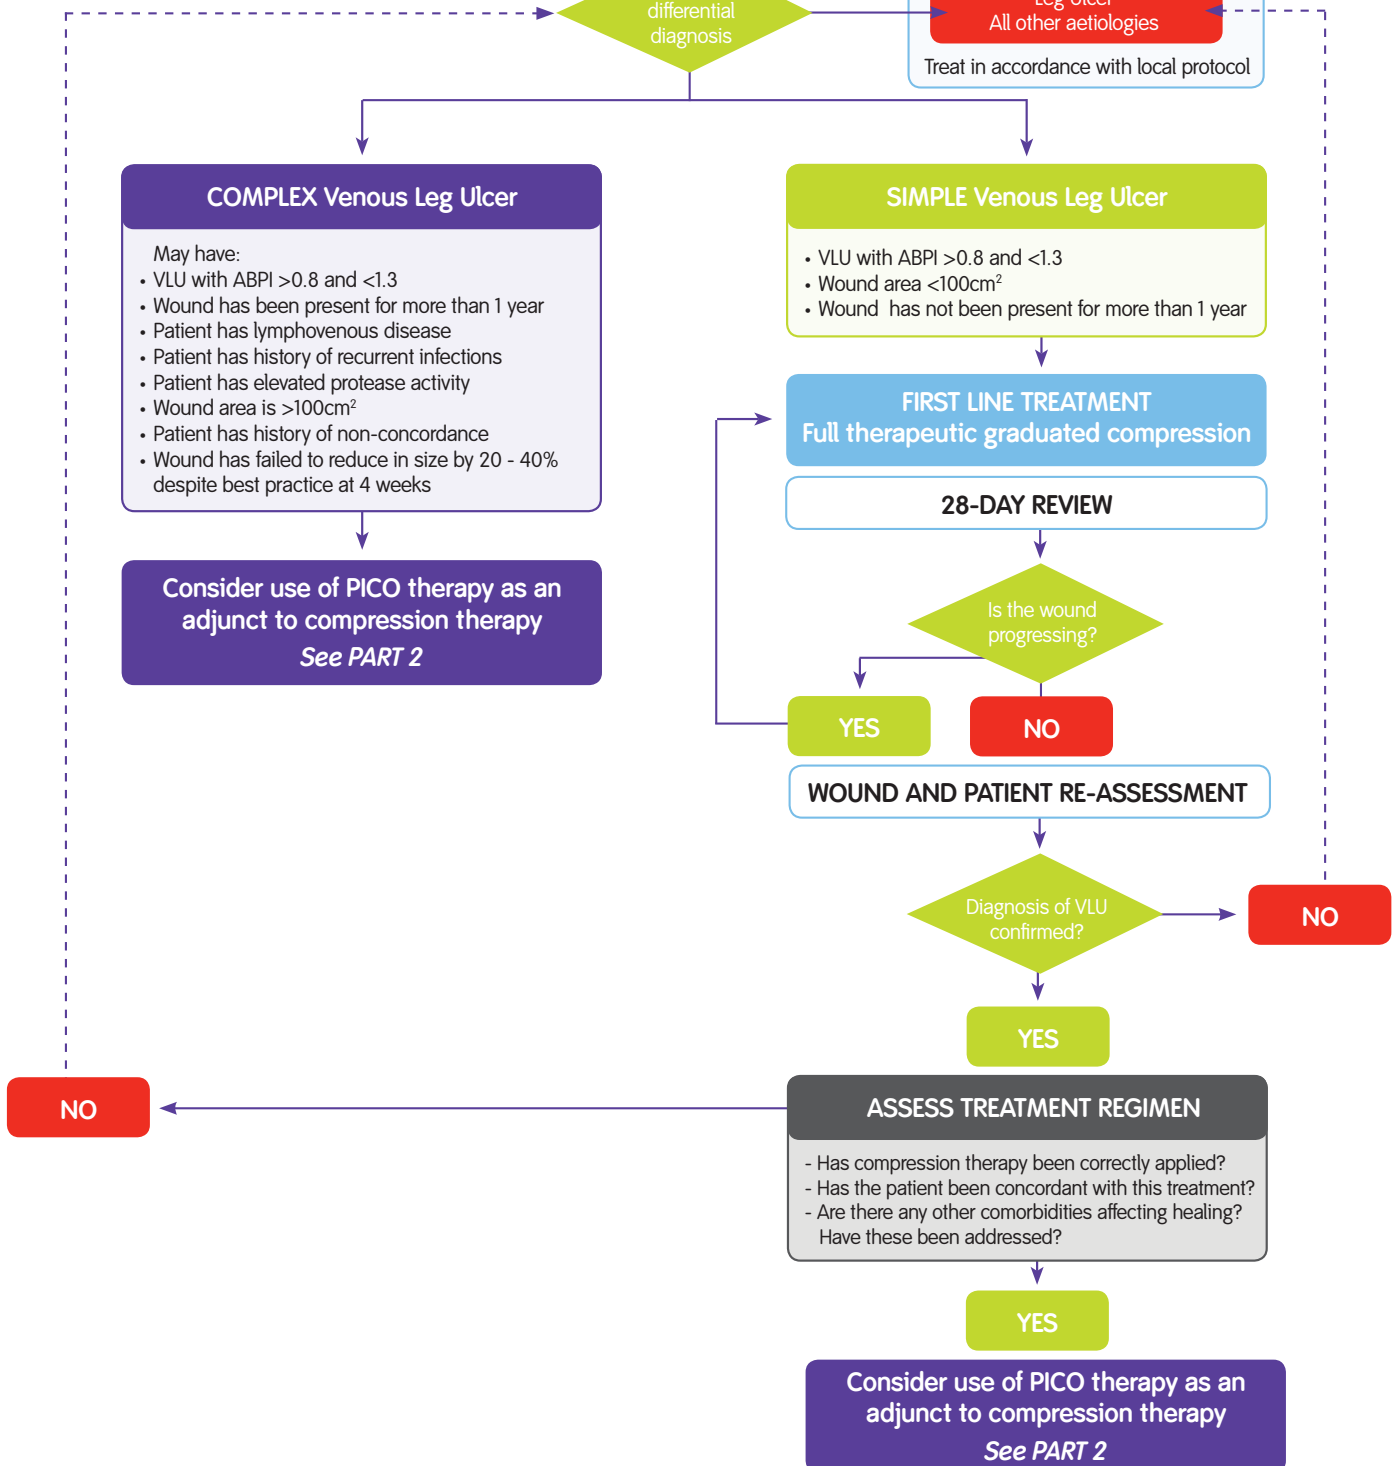 differential
diagnosis
Leg Ulcer
All other aetiologies
Treat in accordance with local protocol
COMPLEX Venous Leg Ulcer
May have:
• VLU with ABPI >0.8 and <1.3
• Wound has been present for more than 1 year
• Patient has lymphovenous disease
• Patient has history of recurrent infections
• Patient has elevated protease activity
• Wound area is >100cm²
• Patient has history of non-concordance
• Wound has failed to reduce in size by 20 - 40%
despite best practice at 4 weeks
Consider use of PICO therapy as an
adjunct to compression therapy
See PART 2
SIMPLE Venous Leg Ulcer
• VLU with ABPI >0.8 and <1.3
• Wound area <100cm²
• Wound  has not been present for more than 1 year
FIRST LINE TREATMENT
Full therapeutic graduated compression
28-DAY REVIEW
Is the wound
progressing?
YES
NO
WOUND AND PATIENT RE-ASSESSMENT
Diagnosis of VLU
confirmed?
NO
YES
NO
ASSESS TREATMENT REGIMEN
- Has compression therapy been correctly applied?
- Has the patient been concordant with this treatment?
- Are there any other comorbidities affecting healing?
Have these been addressed?
YES
Consider use of PICO therapy as an
adjunct to compression therapy
See PART 2